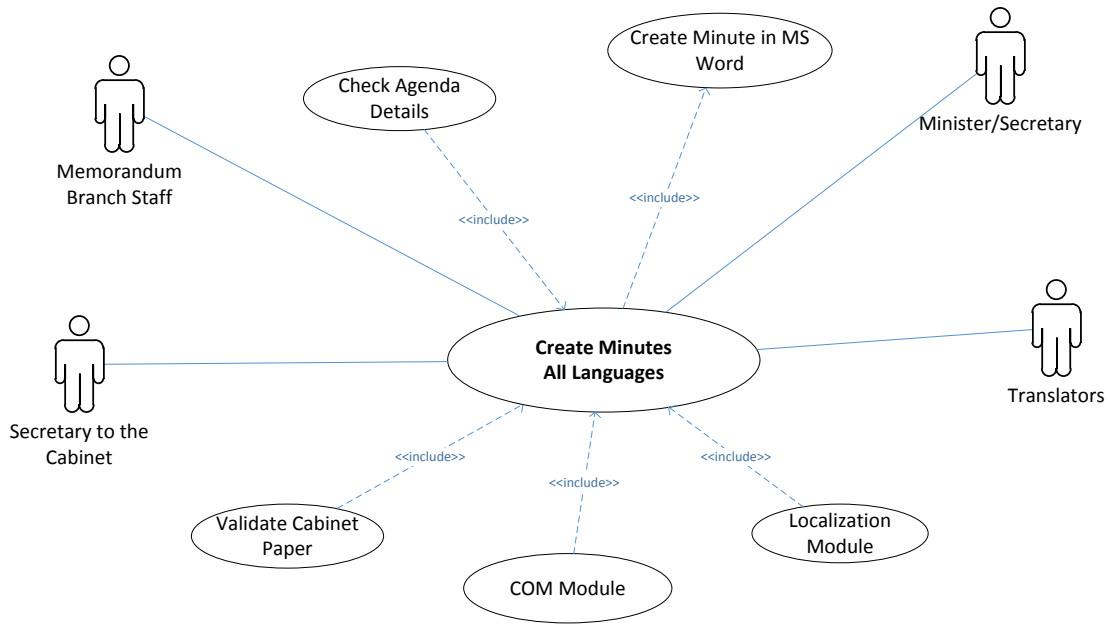 Create Minute in MS
Word
Check Agenda
Details
Minister/Secretary
Memorandum
Branch Staff
<<include>>
<<include>>
Create Minutes
All Languages
Translators
Secretary to the
Cabinet
<<include>>
<<include>>
<<include>>
Validate Cabinet
Paper
Localization
Module
COM Module